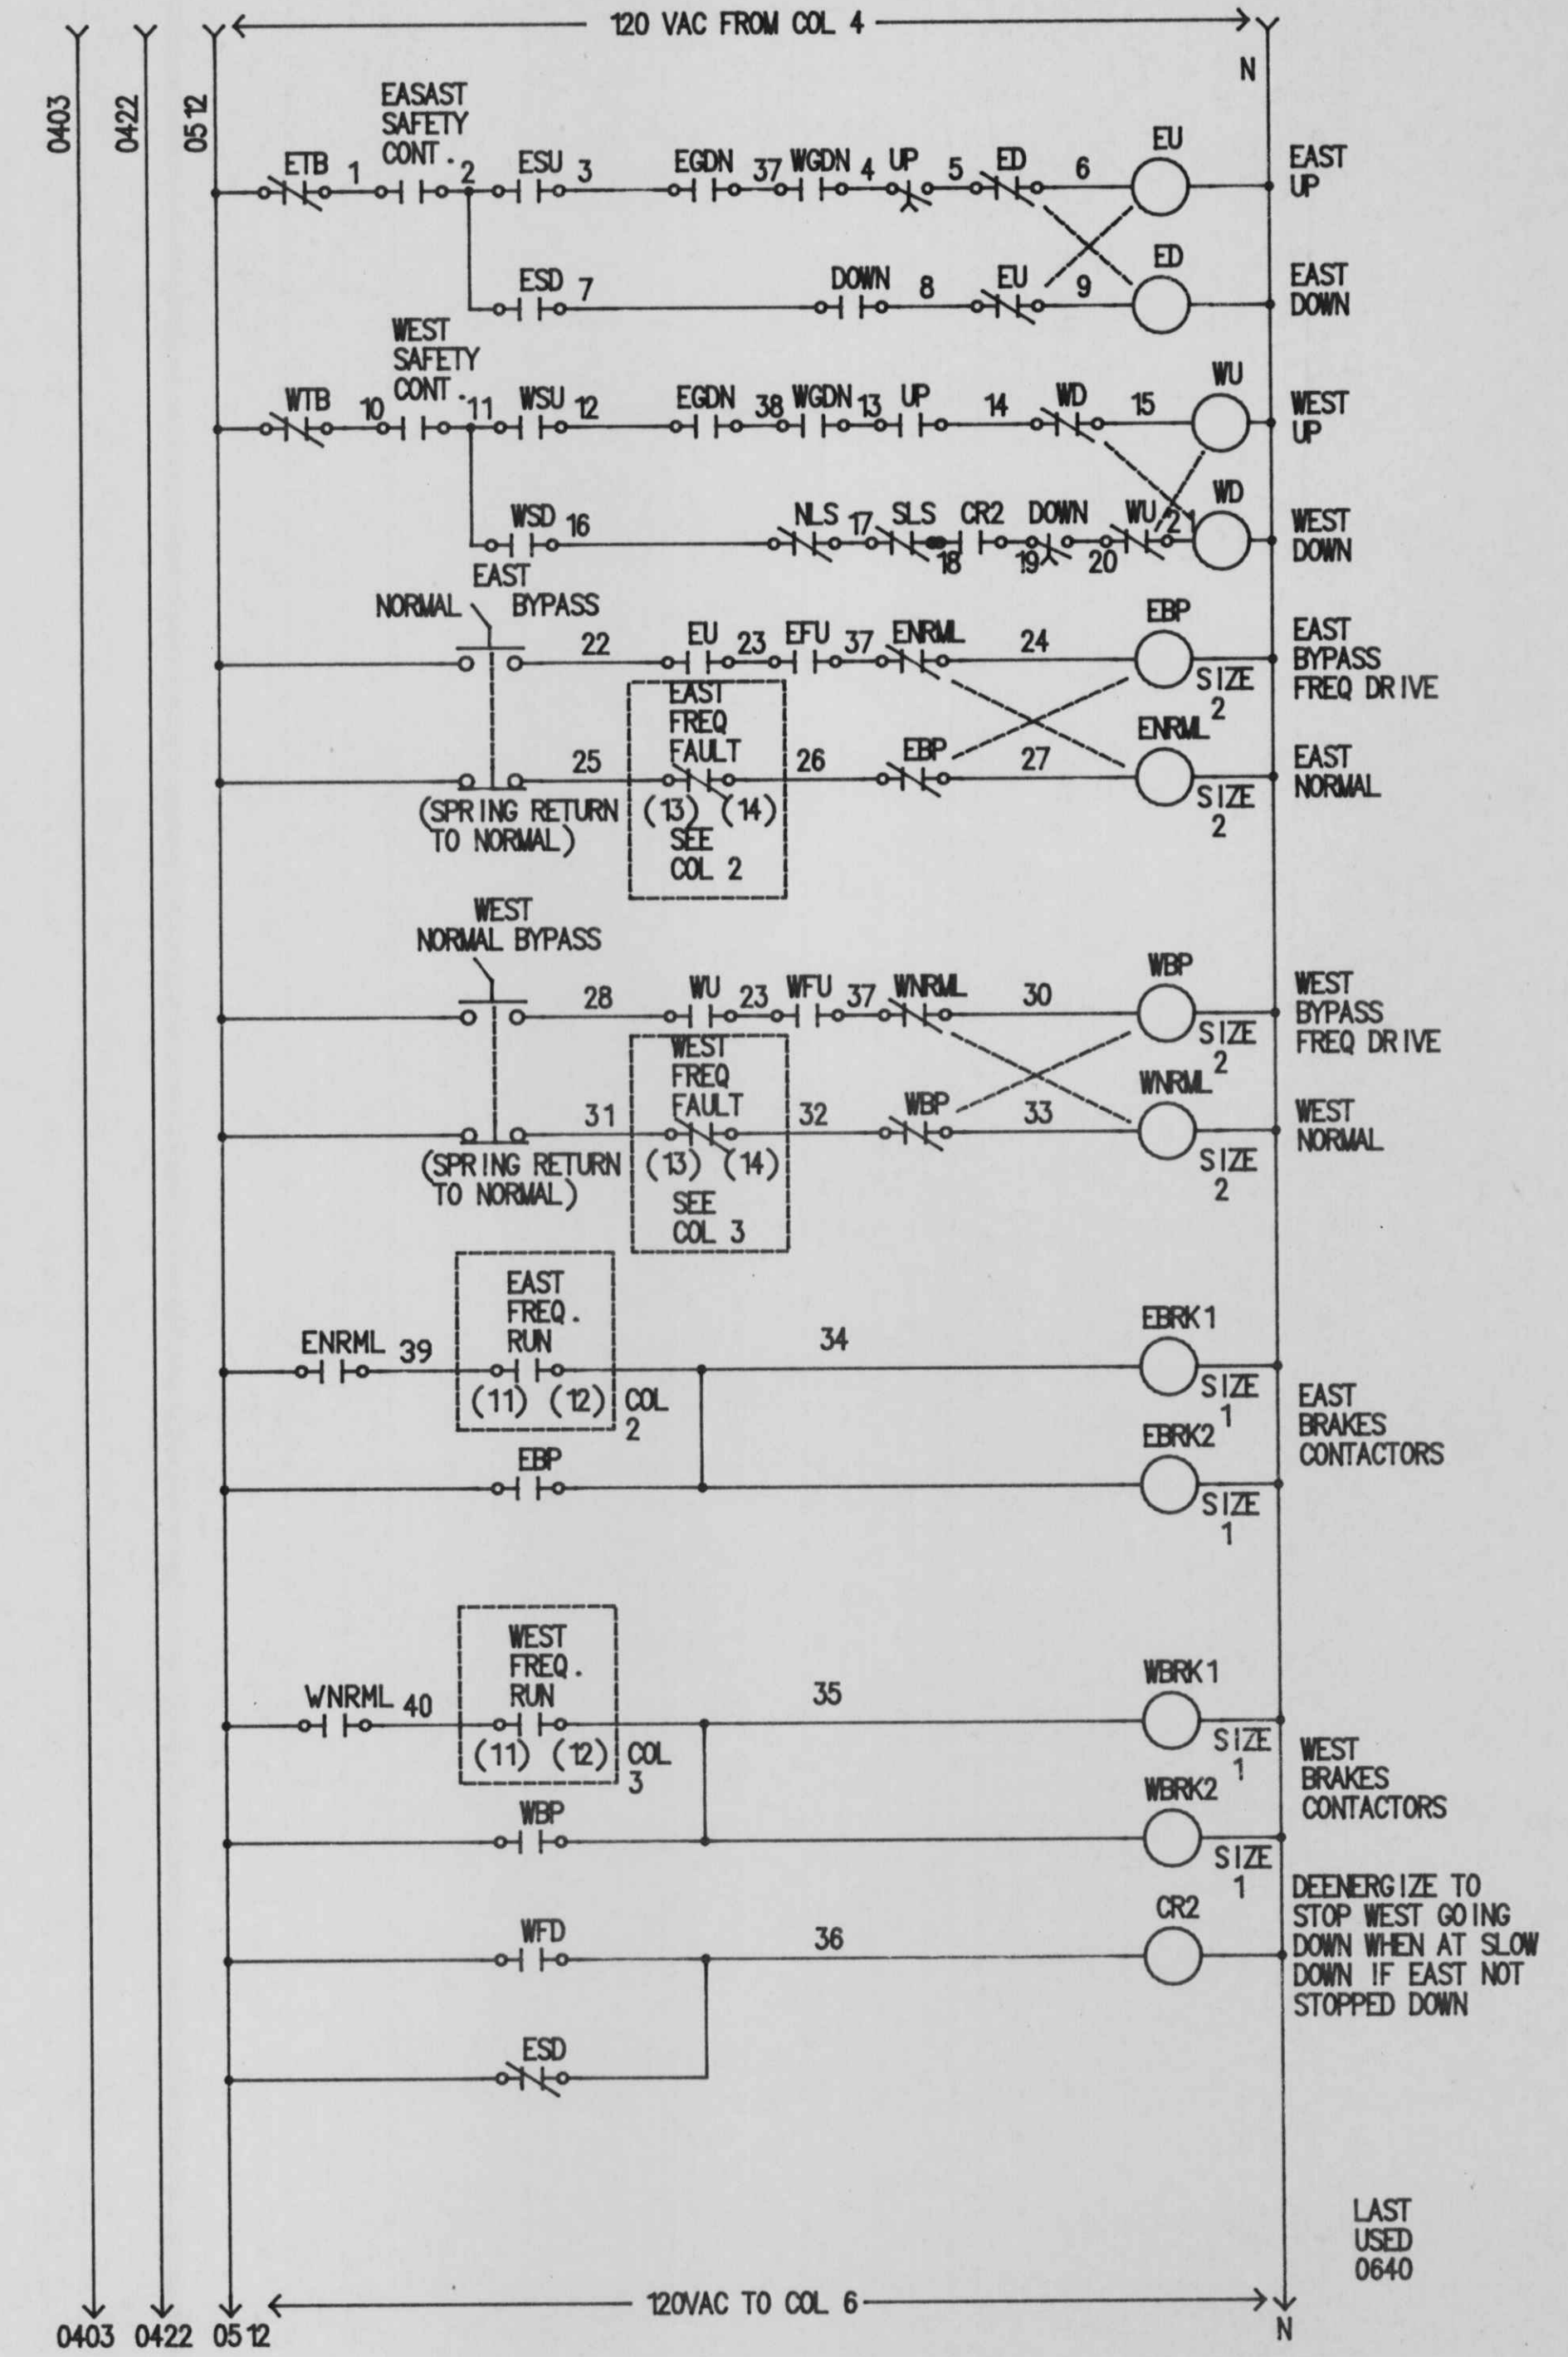 120 VAC FROM COL 4
N
0403
0422
0512
EASAST
SAFETY
CONT.
ETB 1 2 ESU 3 EGDN 37 WGDN 4 UP 5 ED 6 EU
EAST
UP
ESD 7 DOWN 8 EU 9 ED
EAST
DOWN
WEST
SAFETY
CONT.
WTB 10 11 WSU 12 EGDN 38 WGDN 13 UP 14 WD 15 WU
WEST
UP
WSD 16 NLS 17 SLS 18 CR2 19 DOWN 20 WU 21 WD
WEST
DOWN
EAST
NORMAL BYPASS
22 EU 23 EFU 37 ENRML 24 EBP
SIZE
2
EAST
BYPASS
FREQ DRIVE
EAST
FREQ
FAULT
(13) (14)
SEE
COL 2
25 26 EBP 27 ENRML
SIZE
2
EAST
NORMAL
(SPRING RETURN
TO NORMAL)
WEST
NORMAL BYPASS
28 WU 23 WFU 37 WNRML 30 WBP
SIZE
2
WEST
BYPASS
FREQ DRIVE
WEST
FREQ
FAULT
(13) (14)
SEE
COL 3
31 32 WBP 33 WNRML
SIZE
2
WEST
NORMAL
(SPRING RETURN
TO NORMAL)
EAST
FREQ.
RUN
(11) (12)
COL
2
ENRML 39 34 EBRK1
SIZE
1
EBP EBRK2
SIZE
1
EAST
BRAKES
CONTACTORS
WEST
FREQ.
RUN
(11) (12)
COL
3
WNRML 40 35 WBRK1
SIZE
1
WBP WBRK2
SIZE
1
WEST
BRAKES
CONTACTORS
WFD 36 CR2
DEENERGIZE TO
STOP WEST GOING
DOWN WHEN AT SLOW
DOWN IF EAST NOT
STOPPED DOWN
ESD
LAST
USED
0640
120VAC TO COL 6
0403 0422 0512
N